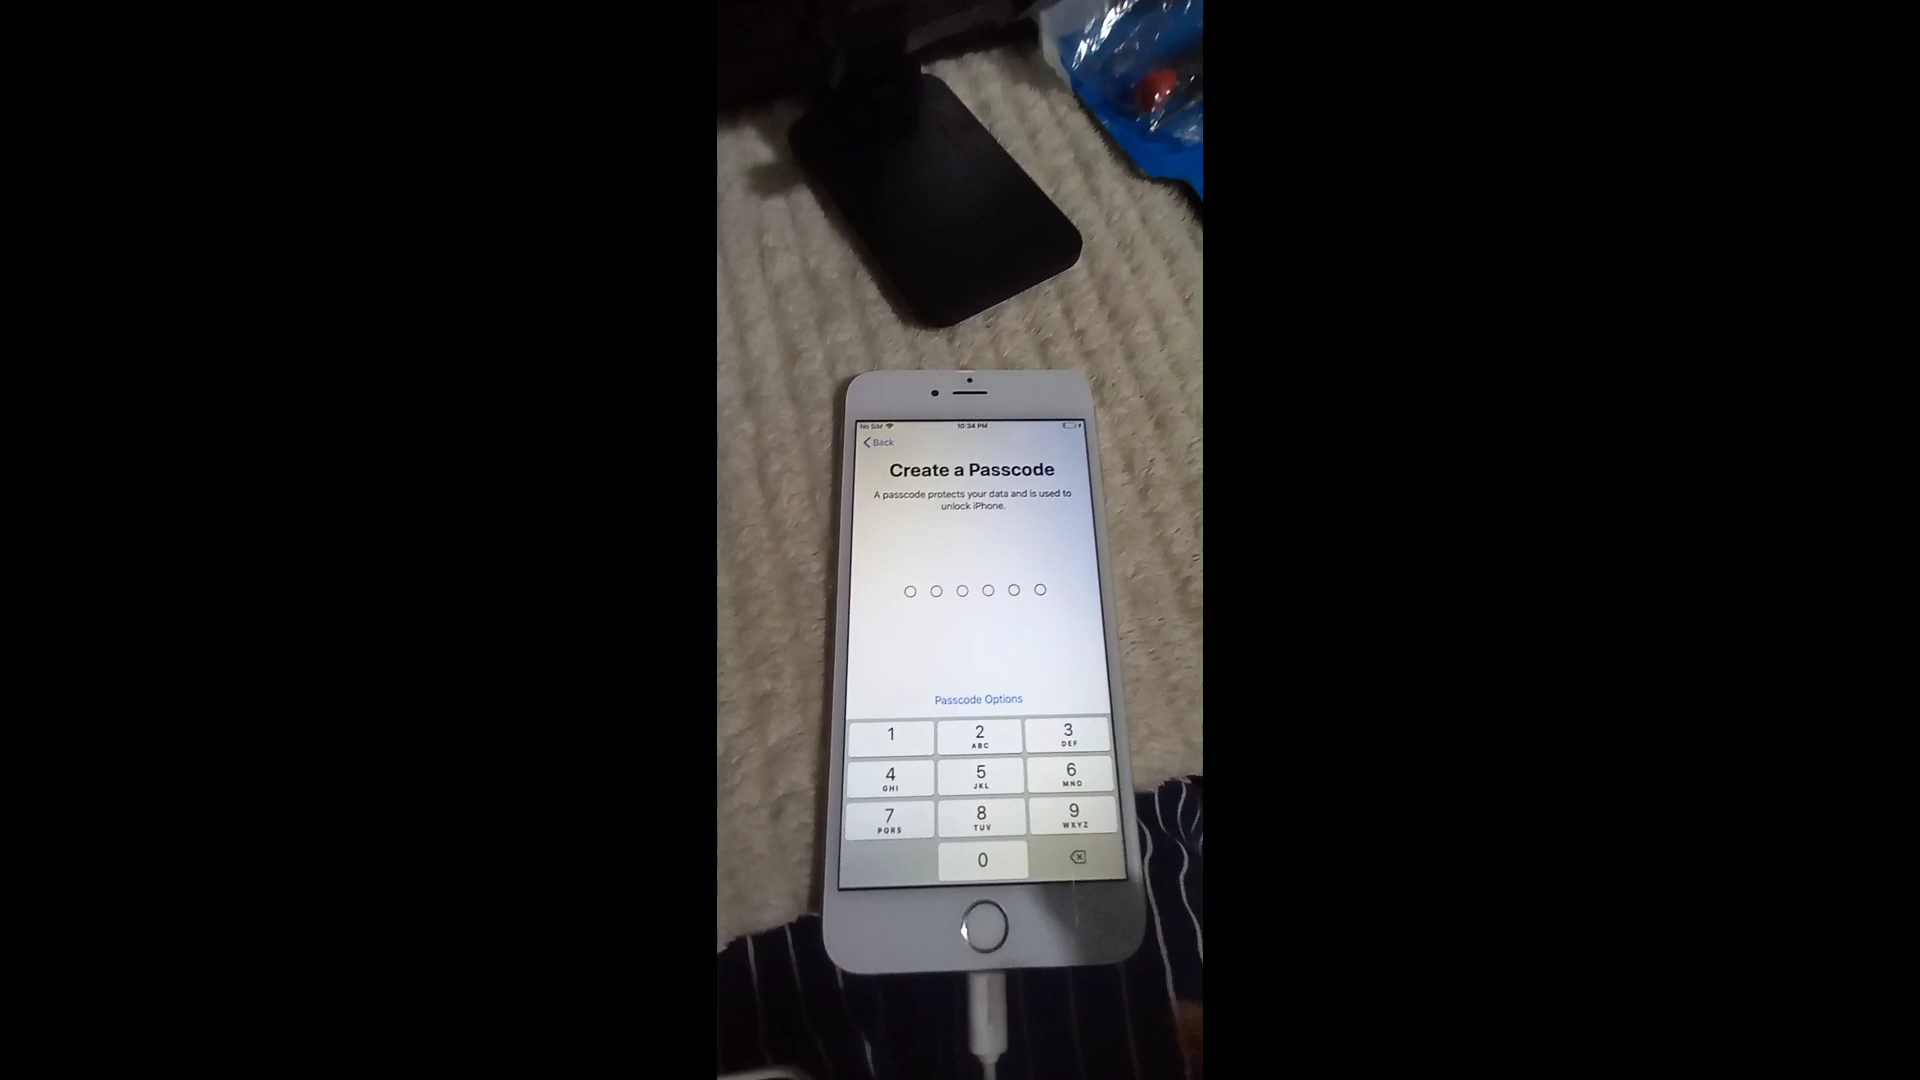 No SIM 10:34 PM
Back
Create a Passcode
A passcode protects your data and is used to
unlock iPhone.
Passcode Options
1 2 3
ABC DEF
4 5 6
GHI JKL MNO
7 8 9
PQRS TUV WXYZ
0